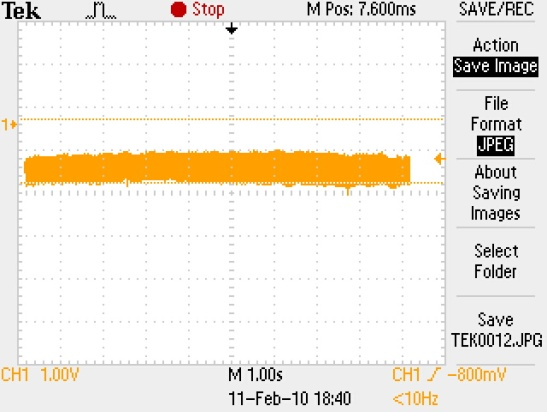 Tek Stop M Pos: 7.600ms SAVE/REC
Action
Save Image
File
Format
JPEG
1
About
Saving
Images
Select
Folder
Save
TEK0012.JPG
CH1 1.00V M 1.00s CH1 -800mV
11-Feb-10 18:40 <10Hz